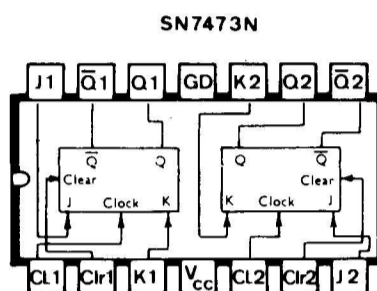 SN7473N
J1 Q̅1 Q1 GD K2 Q2 Q̅2
Q̅ Q Q Q̅
Clear Clear
J Clock K K Clock J
CL1 Clr1 K1 Vcc CL2 Clr2 J2